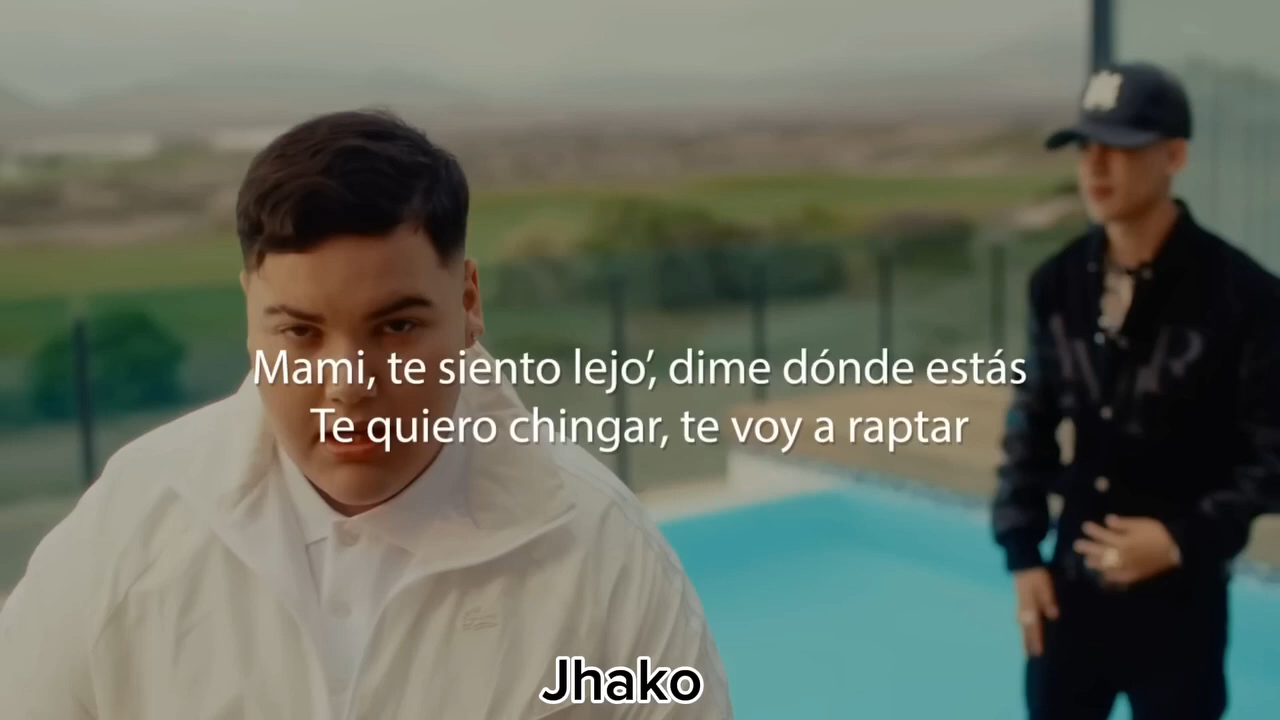 Mami, te siento lejo’, dime dónde estás
Te quiero chingar, te voy a raptar
Jhako